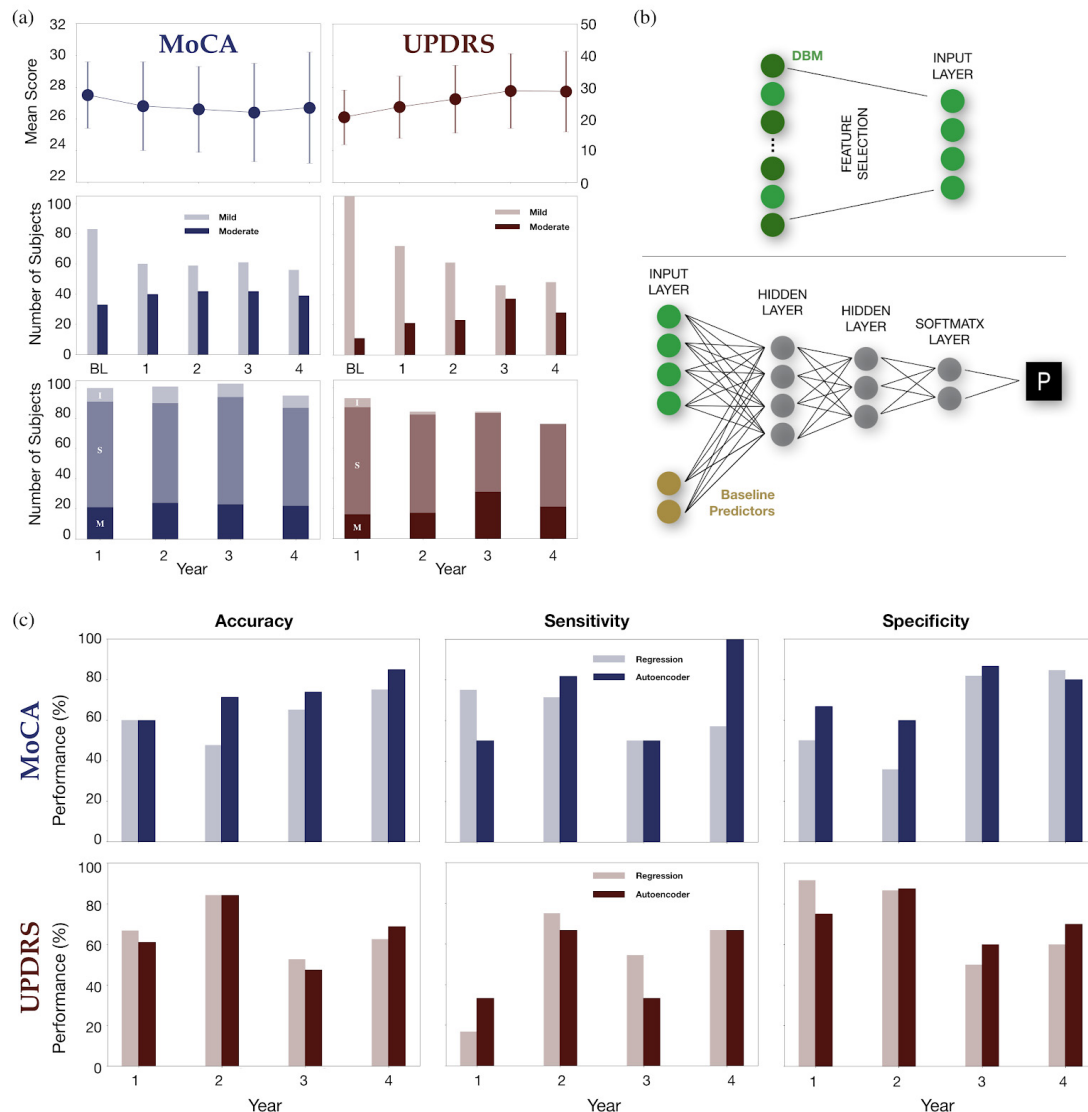 (a)
MoCA
UPDRS
32
30
28
26
24
22
Mean Score
50
40
30
20
10
0
100
80
60
40
20
0
Number of Subjects
Mild
Moderate
Mild
Moderate
BL 1 2 3 4
BL 1 2 3 4
100
80
60
40
20
0
Number of Subjects
I
S
M
I
S
M
1 2 3 4
1 2 3 4
Year
Year
(b)
DBM
INPUT
LAYER
FEATURE
SELECTION
INPUT
LAYER
HIDDEN
LAYER
HIDDEN
LAYER
SOFTMATX
LAYER
P
Baseline
Predictors
(c)
Accuracy
Sensitivity
Specificity
MoCA
Performance (%)
100
80
60
40
20
0
Regression
Autoencoder
UPDRS
Performance (%)
100
80
60
40
20
0
Regression
Autoencoder
1 2 3 4
1 2 3 4
1 2 3 4
Year
Year
Year